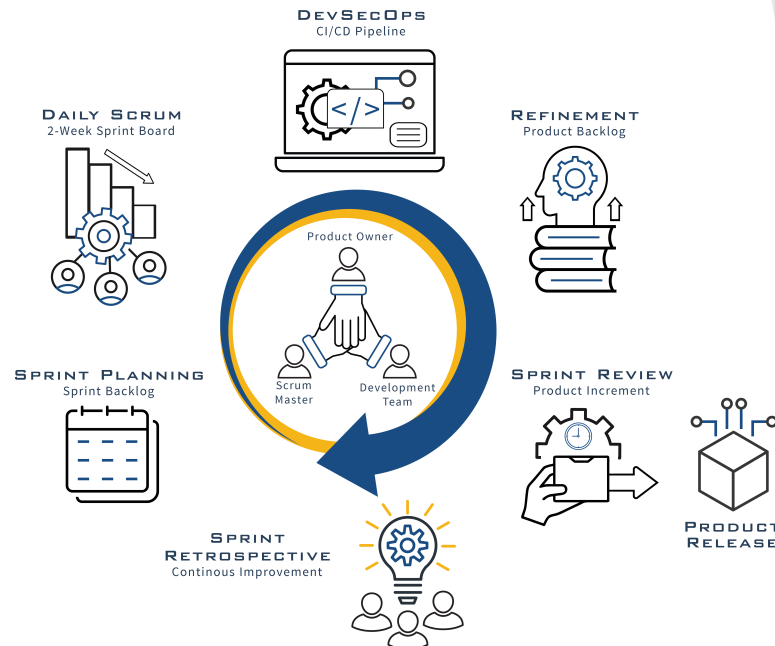 DEVSECOPS
CI/CD Pipeline
DAILY SCRUM
2-Week Sprint Board
REFINEMENT
Product Backlog
</>
Product Owner
Scrum
Master
Development
Team
SPRINT PLANNING
Sprint Backlog
SPRINT REVIEW
Product Increment
PRODUCT
RELEASE
SPRINT
RETROSPECTIVE
Continous Improvement